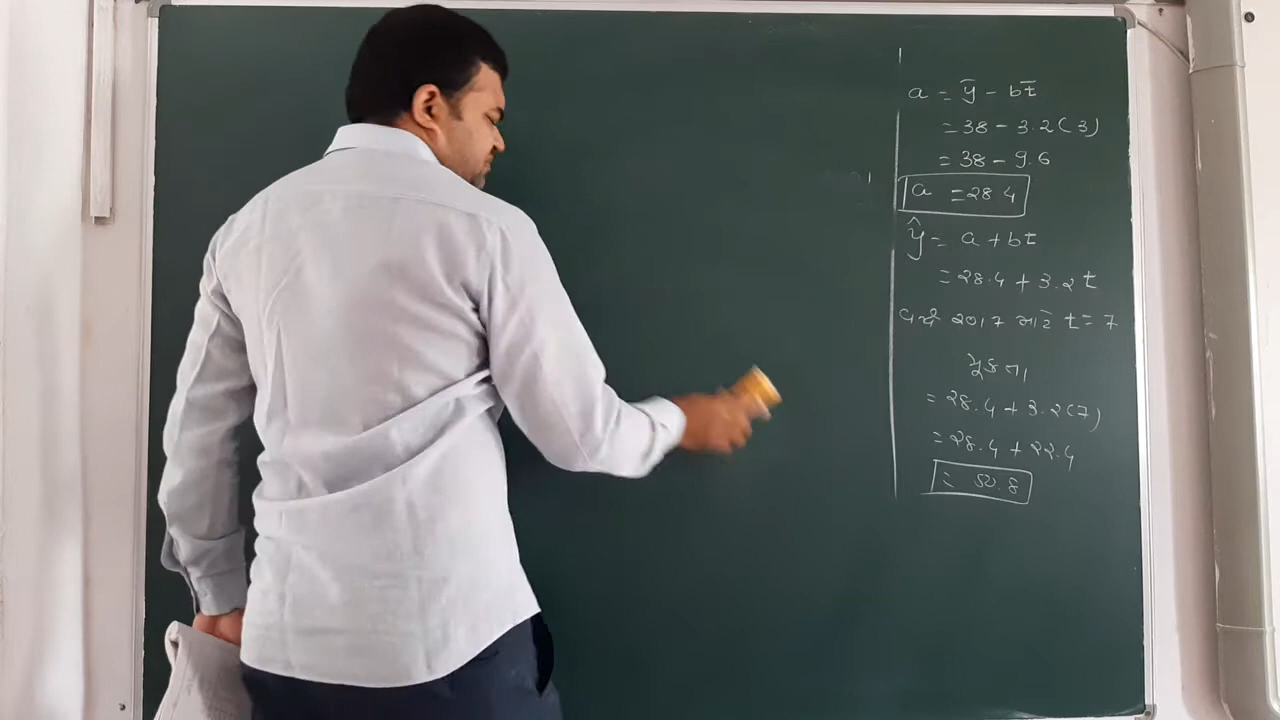 a = ȳ - bt̄
= 38 - 3.2(3)
= 38 - 9.6
a = 28.4
ŷ = a + bt
= 28.4 + 3.2t
વર્ષ ૨૦૧૭ માટે t = 7
મૂકતા,
= 28.4 + 3.2(7)
= 28.4 + 22.4
= 50.8